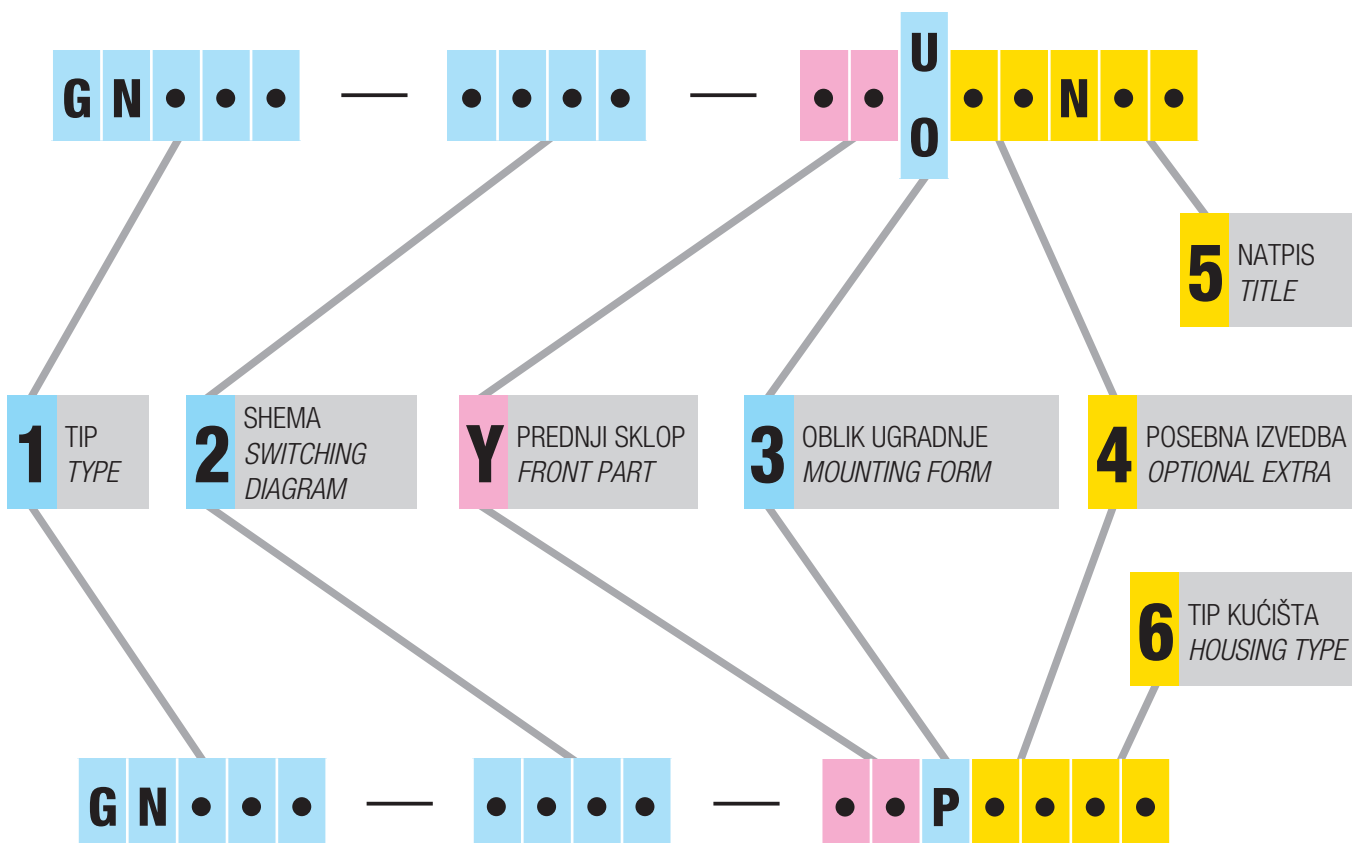 GN••• — •••• — ••U••N••
O
5 NATPIS
TITLE
1 TIP
TYPE
2 SHEMA
SWITCHING
DIAGRAM
Y PREDNJI SKLOP
FRONT PART
3 OBLIK UGRADNJE
MOUNTING FORM
4 POSEBNA IZVEDBA
OPTIONAL EXTRA
6 TIP KUĆIŠTA
HOUSING TYPE
GN••• — •••• — ••P••••